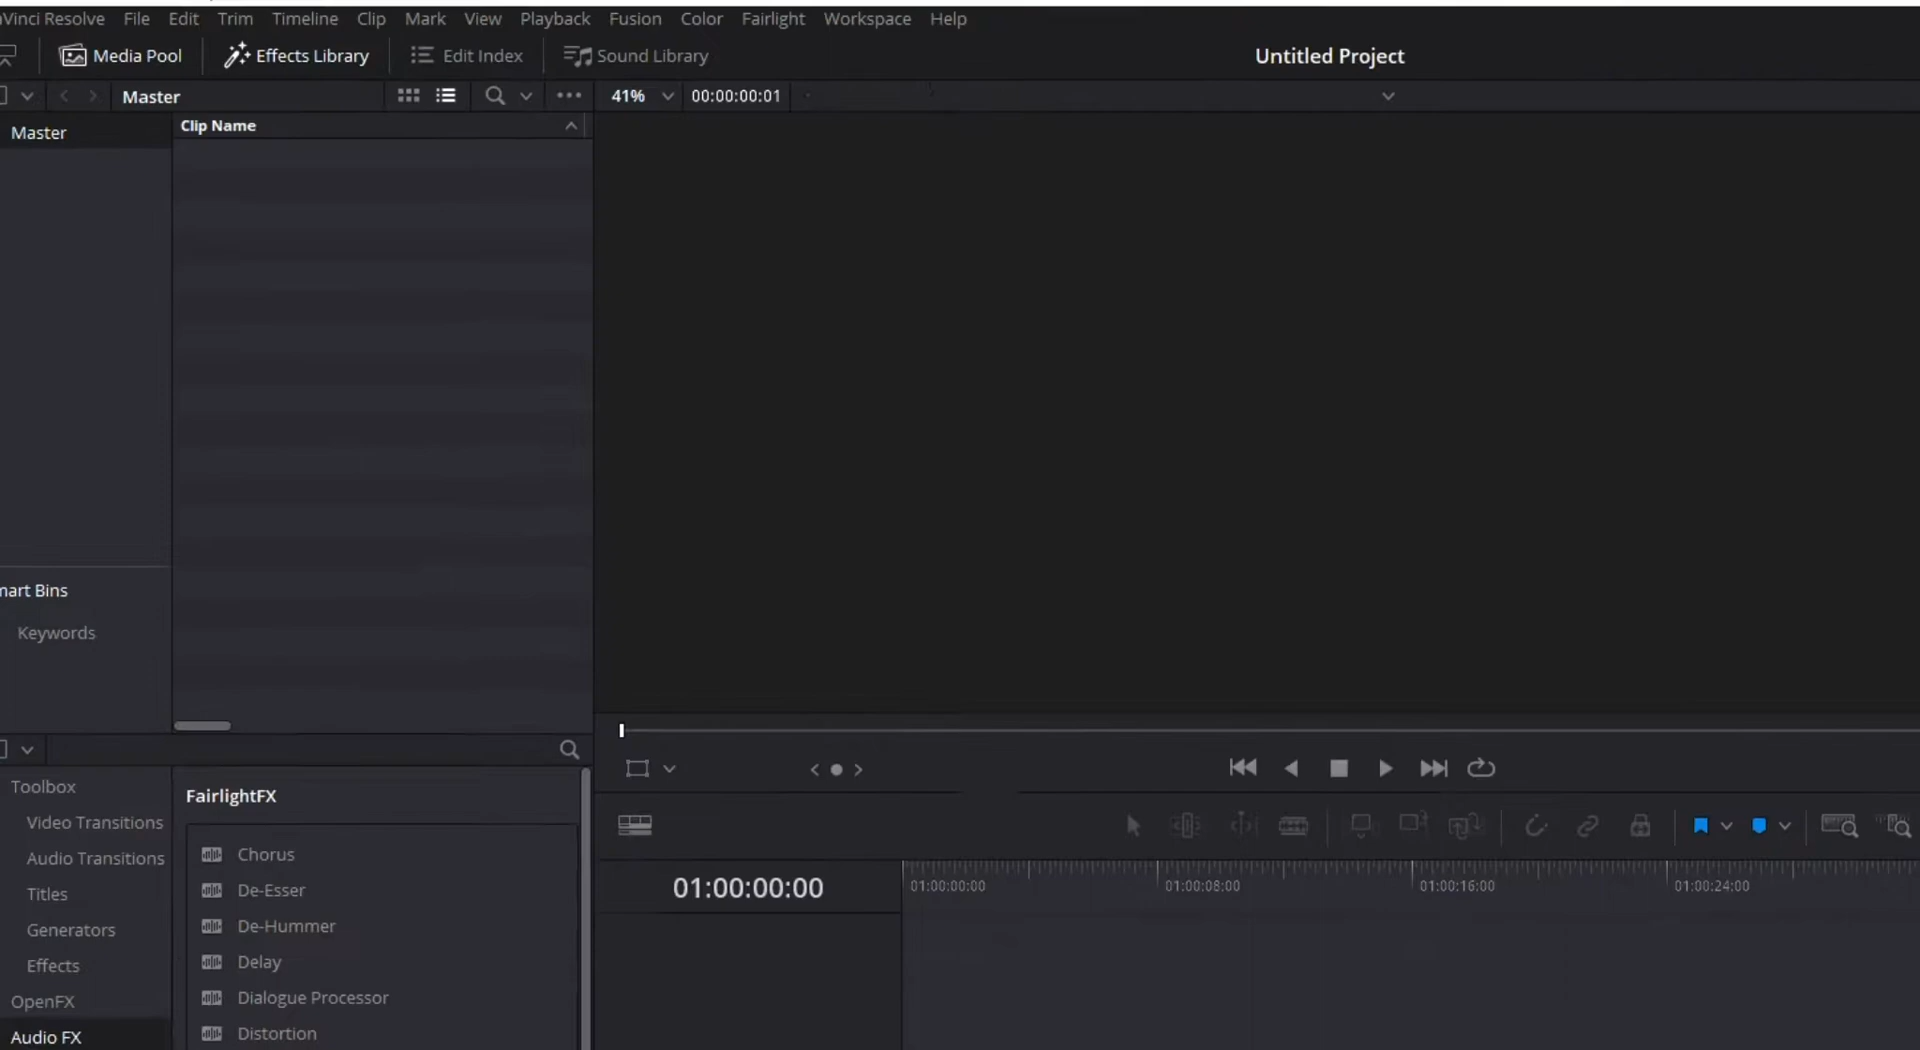 Vinci Resolve File Edit Trim Timeline Clip Mark View Playback Fusion Color Fairlight Workspace Help
Media Pool Effects Library Edit Index Sound Library Untitled Project
Master 41% 00:00:00:01
Master Clip Name
mart Bins
Keywords
Toolbox
FairlightFX
Video Transitions
Chorus
Audio Transitions
De-Esser
01:00:00:00 01:00:00:00 01:00:08:00 01:00:16:00 01:00:24:00
Titles
De-Hummer
Generators
Delay
Effects
Dialogue Processor
OpenFX
Distortion
Audio FX